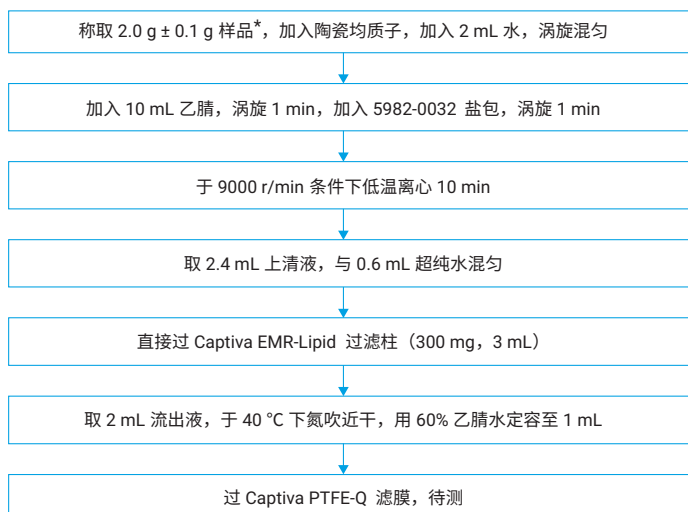 称取 2.0 g ± 0.1 g 样品*，加入陶瓷均质子，加入 2 mL 水，涡旋混匀
加入 10 mL 乙腈，涡旋 1 min，加入 5982-0032 盐包，涡旋 1 min
于 9000 r/min 条件下低温离心 10 min
取 2.4 mL 上清液，与 0.6 mL 超纯水混匀
直接过 Captiva EMR-Lipid 过滤柱（300 mg，3 mL）
取 2 mL 流出液，于 40 °C 下氮吹近干，用 60% 乙腈水定容至 1 mL
过 Captiva PTFE-Q 滤膜，待测